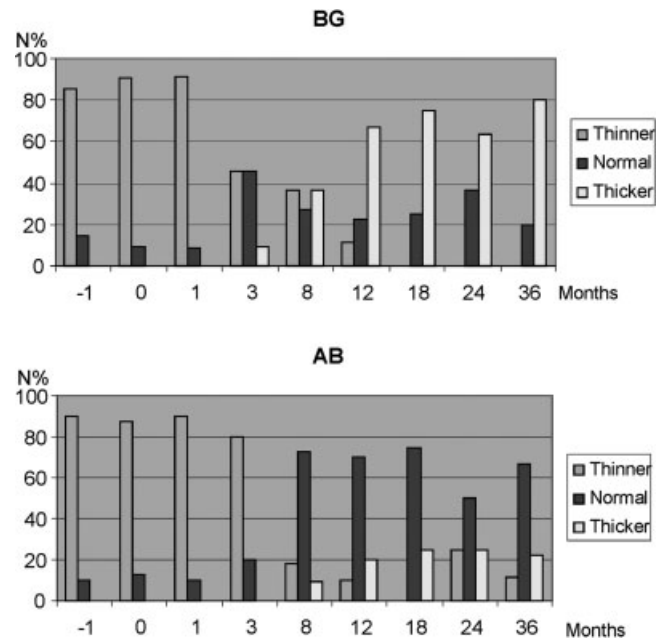 BG
N%
100
80
60
40
20
0
Thinner
Normal
Thicker
-1 0 1 3 8 12 18 24 36 Months
AB
N%
100
80
60
40
20
0
Thinner
Normal
Thicker
-1 0 1 3 8 12 18 24 36 Months